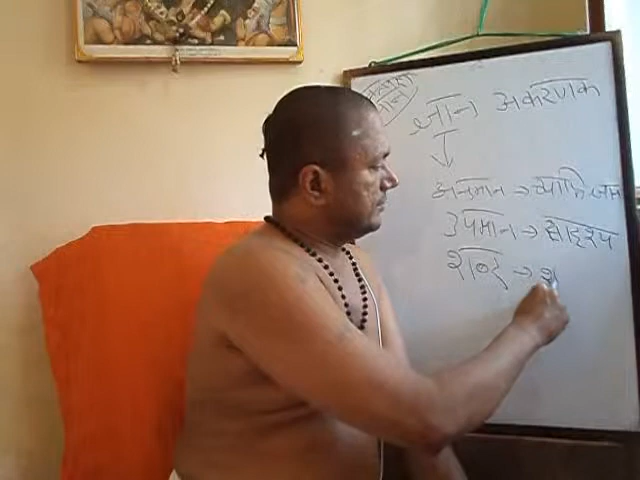 ज्ञान अकरणक
अनुमान → व्याप्तिज्ञान
उपमान → सादृश्य
शब्द → श